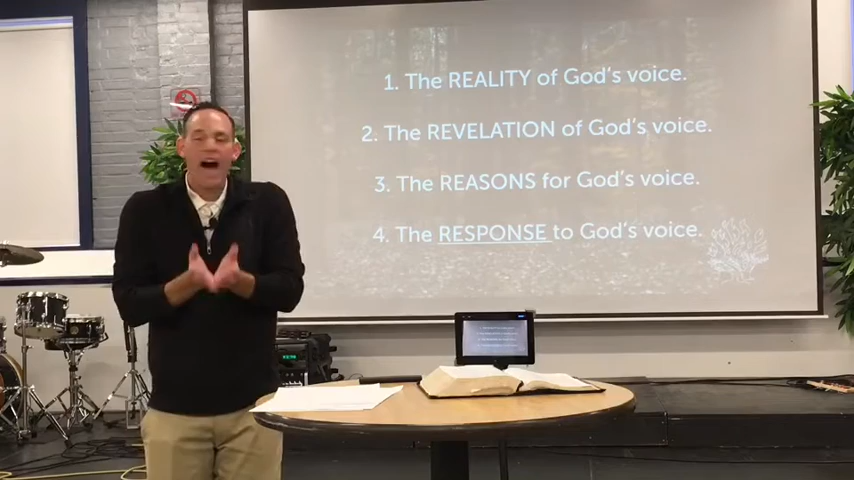 1. The REALITY of God's voice.
2. The REVELATION of God's voice.
3. The REASONS for God's voice.
4. The RESPONSE to God's voice.